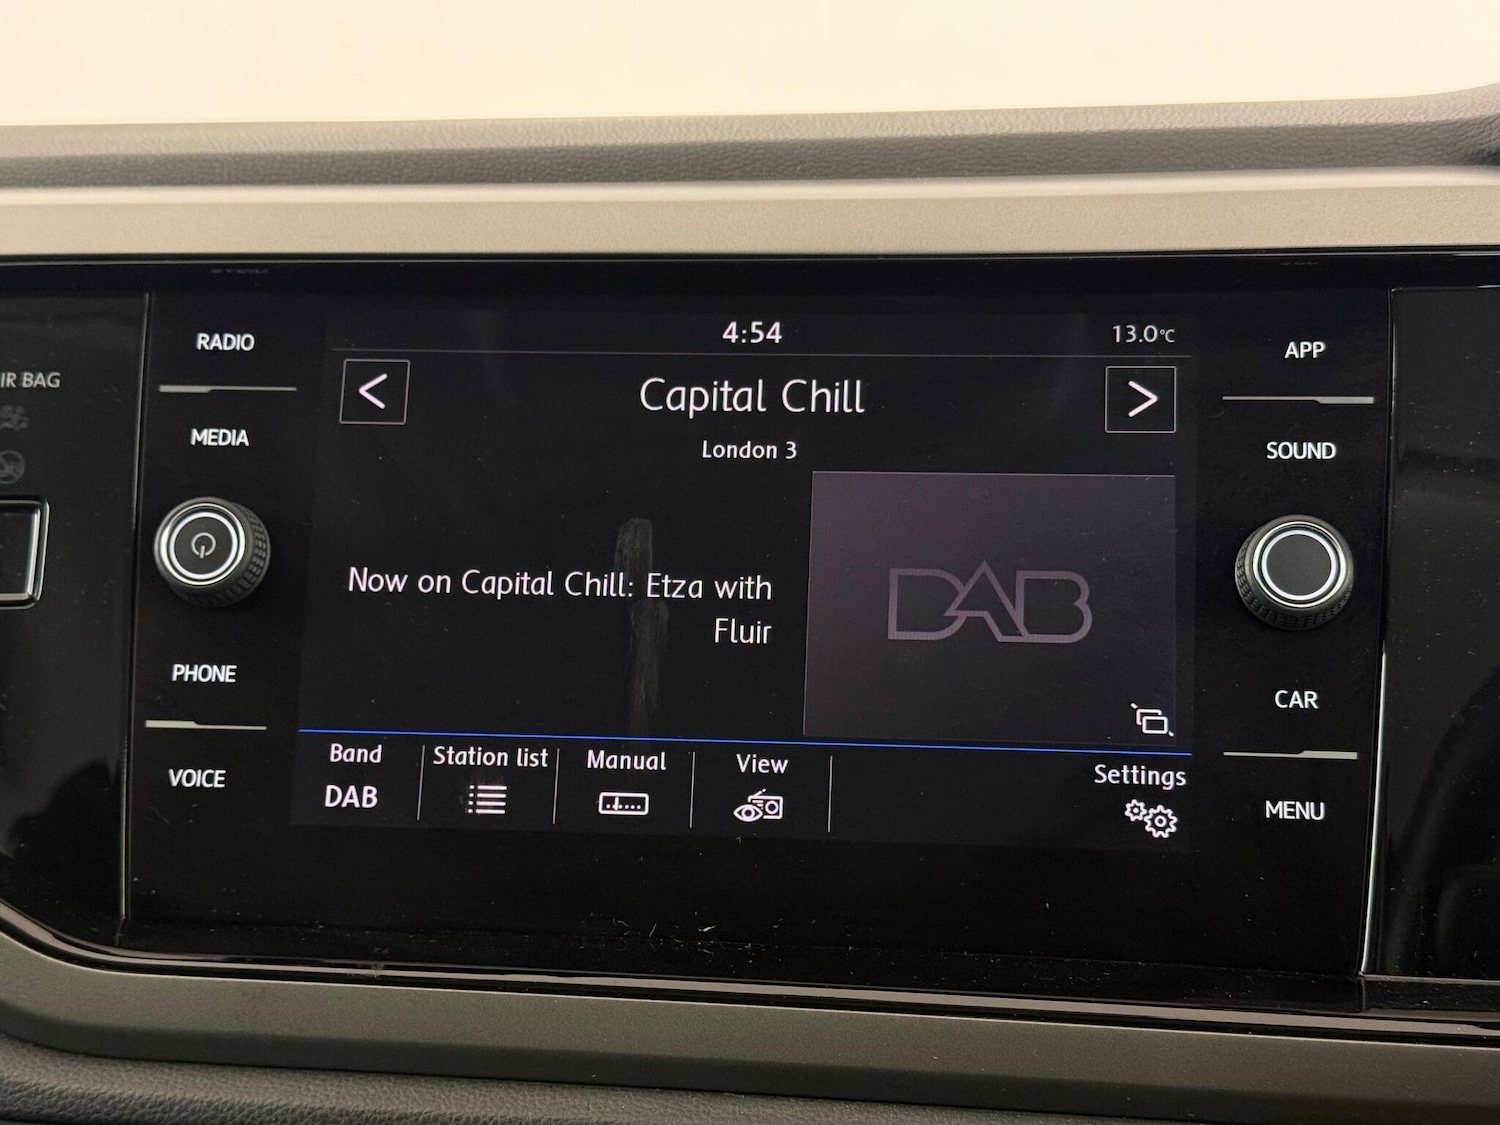 RADIO
MEDIA
PHONE
VOICE
IR BAG
4:54
13.0°C
<
Capital Chill
>
London 3
Now on Capital Chill: Etza with
Fluir
DAB
Band
DAB
Station list
Manual
View
Settings
APP
SOUND
CAR
MENU